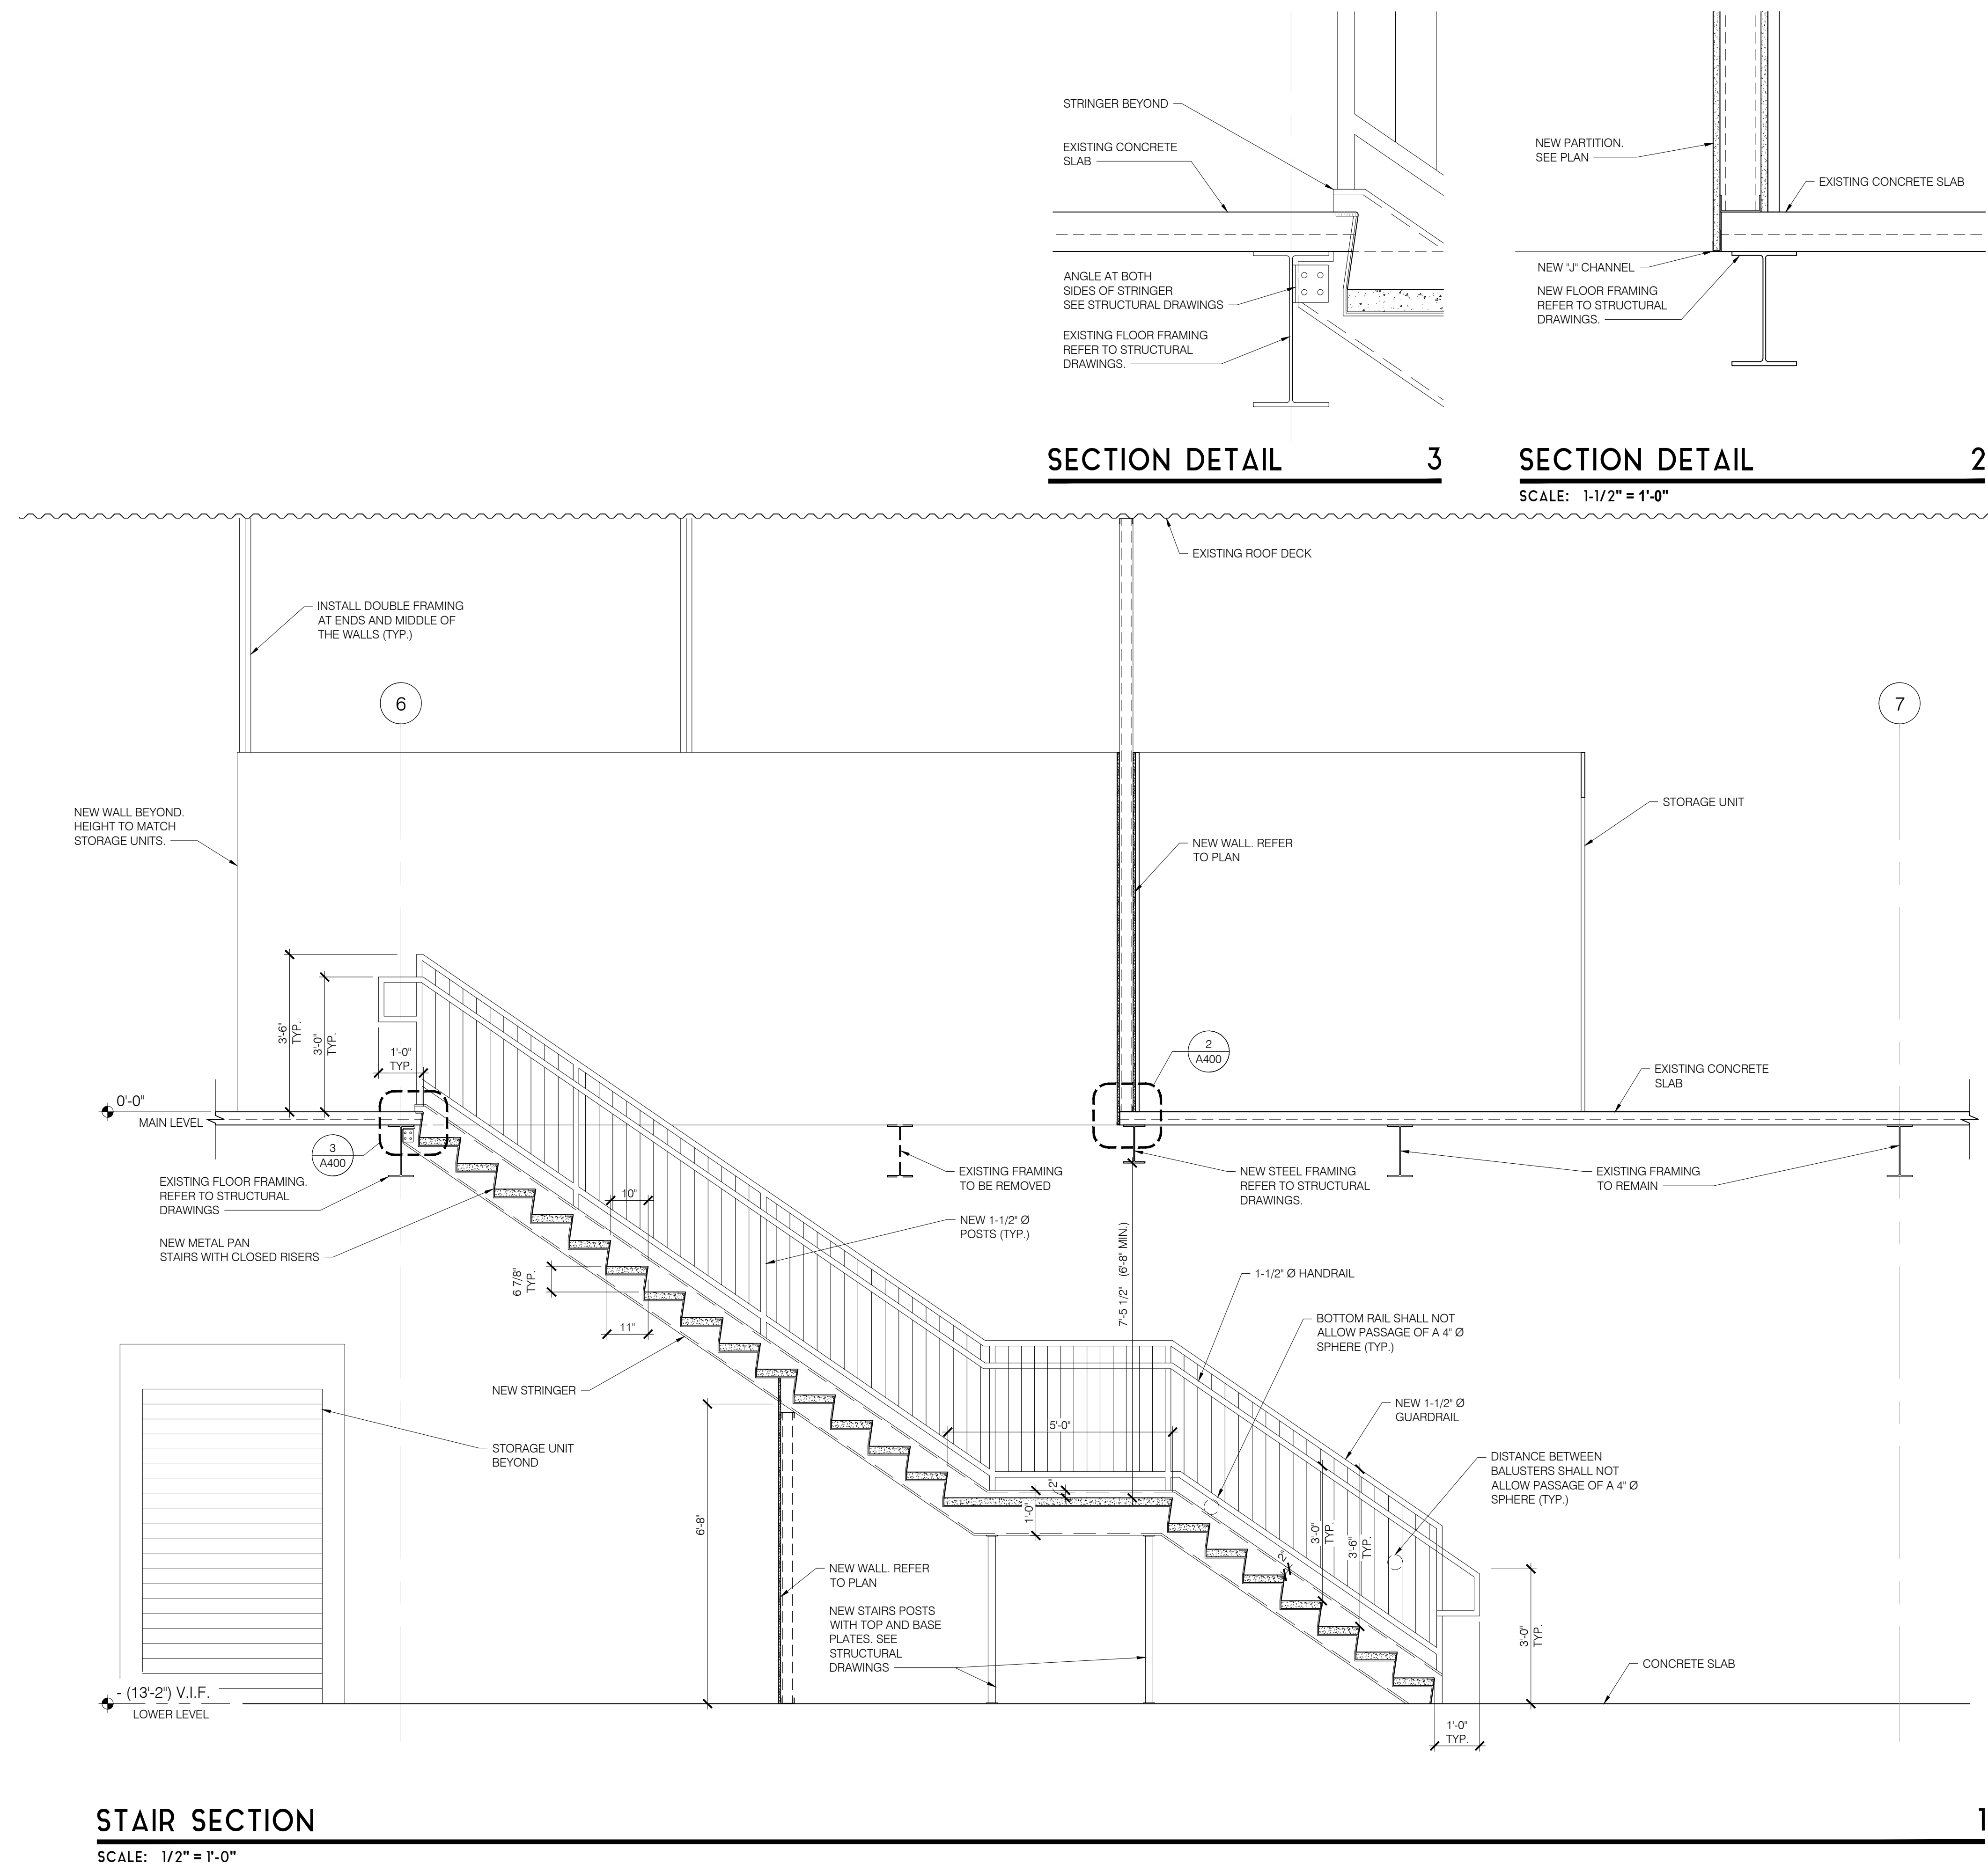 STRINGER BEYOND
EXISTING CONCRETE
SLAB
ANGLE AT BOTH
SIDES OF STRINGER
SEE STRUCTURAL DRAWINGS
EXISTING FLOOR FRAMING
REFER TO STRUCTURAL
DRAWINGS.
SECTION DETAIL 3
NEW PARTITION.
SEE PLAN
EXISTING CONCRETE SLAB
NEW "J" CHANNEL
NEW FLOOR FRAMING
REFER TO STRUCTURAL
DRAWINGS.
SECTION DETAIL 2
SCALE: 1-1/2" = 1'-0"
EXISTING ROOF DECK
INSTALL DOUBLE FRAMING
AT ENDS AND MIDDLE OF
THE WALLS (TYP.)
6
7
NEW WALL BEYOND.
HEIGHT TO MATCH
STORAGE UNITS.
STORAGE UNIT
NEW WALL. REFER
TO PLAN
3'-6"
TYP.
3'-0"
TYP.
1'-0"
TYP.
2
A400
EXISTING CONCRETE
SLAB
0'-0"
MAIN LEVEL
3
A400
EXISTING FLOOR FRAMING.
REFER TO STRUCTURAL
DRAWINGS
NEW METAL PAN
STAIRS WITH CLOSED RISERS
10"
6 7/8"
TYP.
11"
EXISTING FRAMING
TO BE REMOVED
NEW STEEL FRAMING
REFER TO STRUCTURAL
DRAWINGS.
EXISTING FRAMING
TO REMAIN
NEW 1-1/2" Ø
POSTS (TYP.)
7'-5 1/2" (6'-8" MIN.)
1-1/2" Ø HANDRAIL
BOTTOM RAIL SHALL NOT
ALLOW PASSAGE OF A 4" Ø
SPHERE (TYP.)
NEW STRINGER
NEW 1-1/2" Ø
GUARDRAIL
5'-0"
STORAGE UNIT
BEYOND
DISTANCE BETWEEN
BALUSTERS SHALL NOT
ALLOW PASSAGE OF A 4" Ø
SPHERE (TYP.)
2"
1'-0"
6'-8"
3'-0"
TYP.
3'-6"
TYP.
2"
NEW WALL. REFER
TO PLAN
NEW STAIRS POSTS
WITH TOP AND BASE
PLATES. SEE
STRUCTURAL
DRAWINGS
3'-0"
TYP.
CONCRETE SLAB
- (13'-2") V.I.F.
LOWER LEVEL
1'-0"
TYP.
STAIR SECTION 1
SCALE: 1/2" = 1'-0"